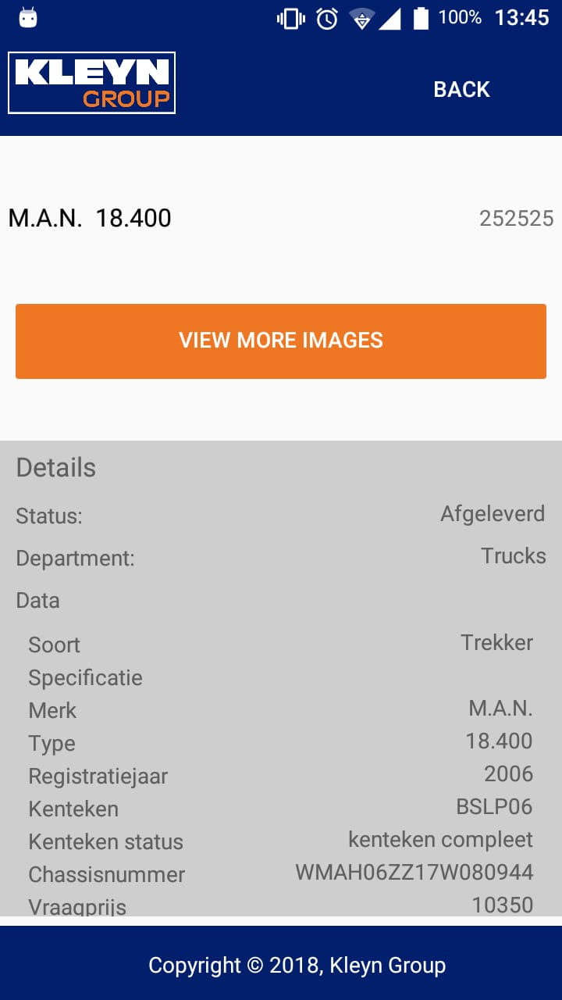 100% 13:45
KLEYN
GROUP
BACK
M.A.N. 18.400 252525
VIEW MORE IMAGES
Details
Status: Afgeleverd
Department: Trucks
Data
Soort Trekker
Specificatie
Merk M.A.N.
Type 18.400
Registratiejaar 2006
Kenteken BSLP06
Kenteken status kenteken compleet
Chassisnummer WMAH06ZZ17W080944
Vraagprijs 10350
Copyright © 2018, Kleyn Group